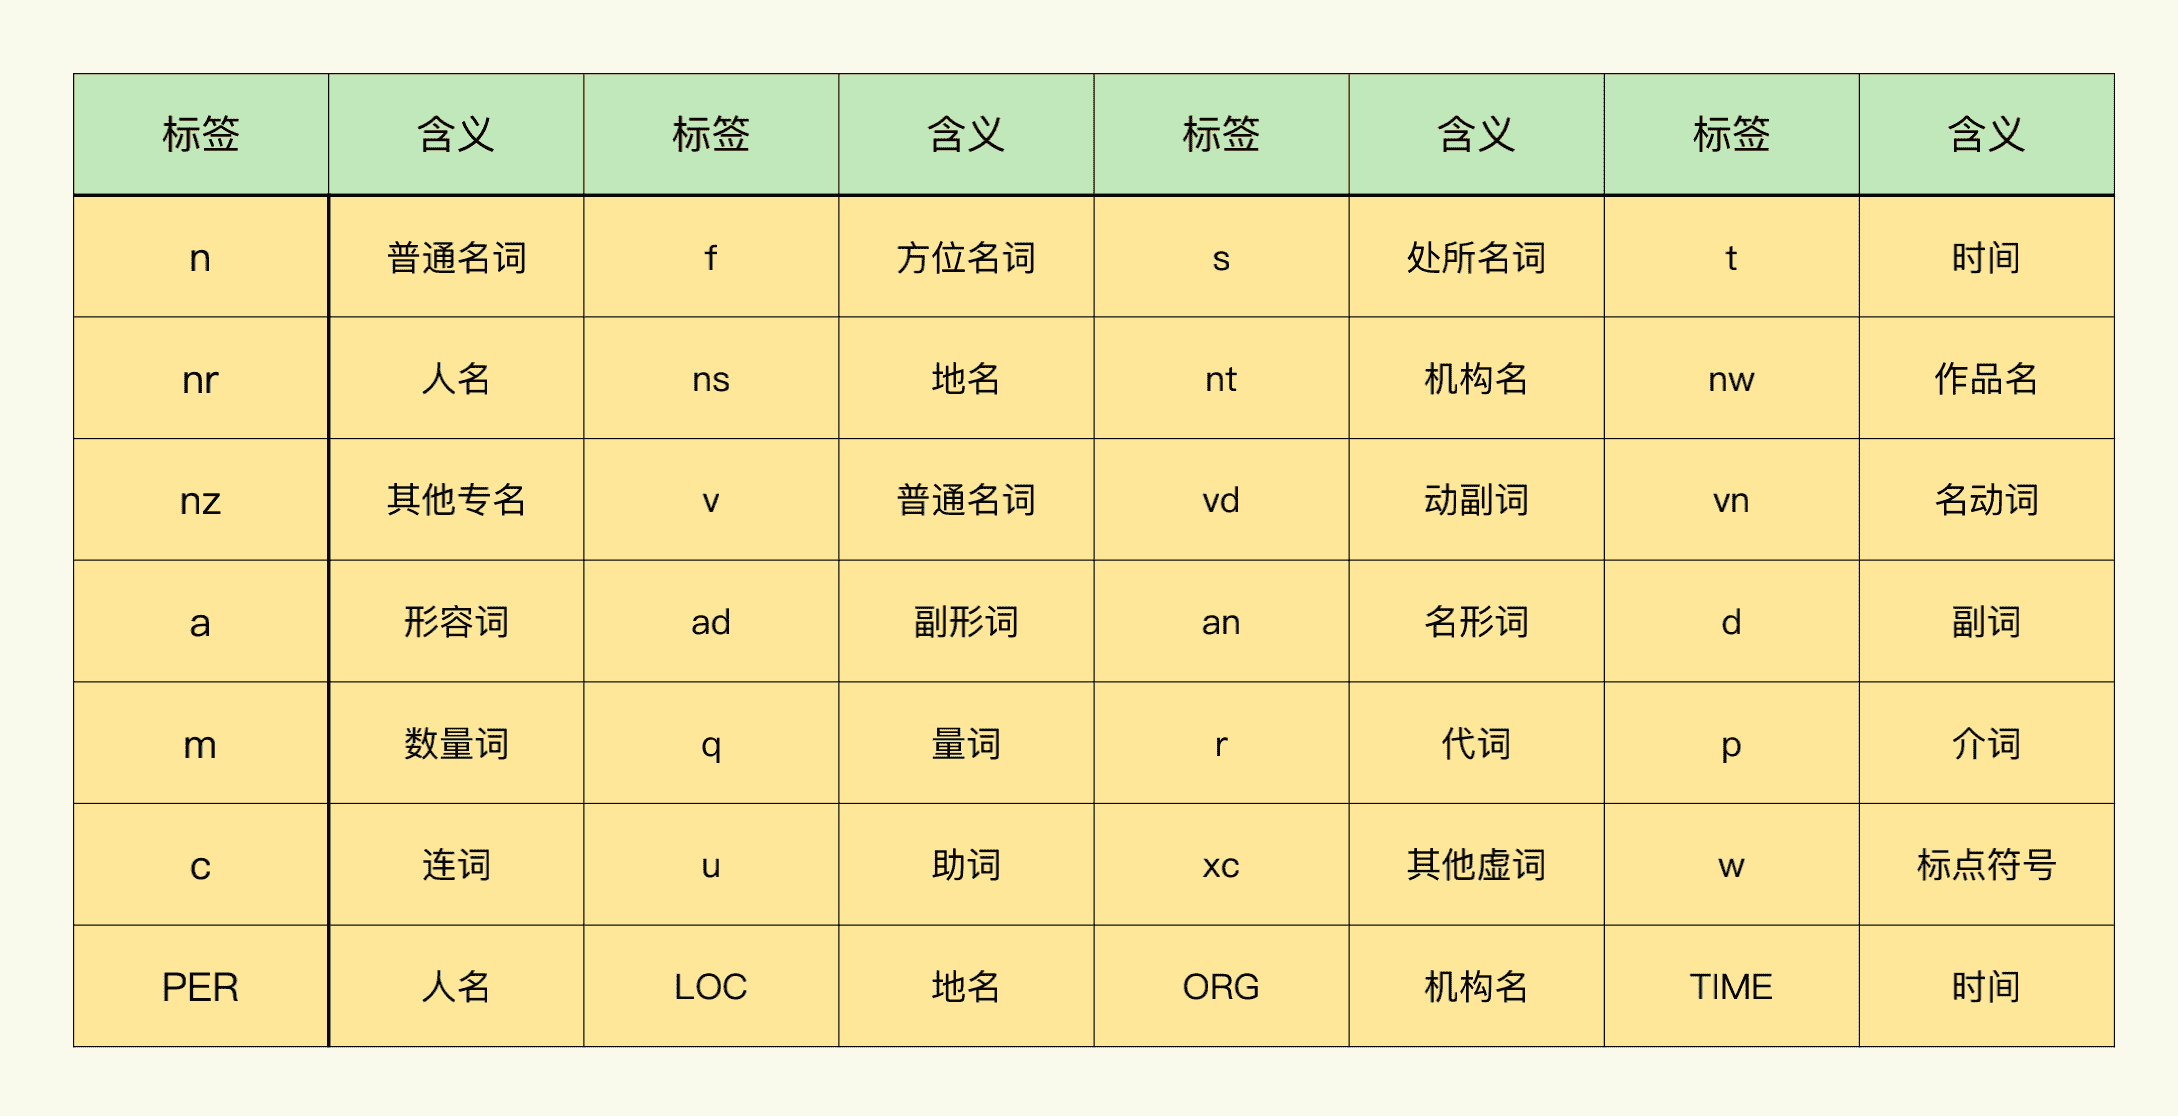 标签 含义 标签 含义 标签 含义 标签 含义
n 普通名词 f 方位名词 s 处所名词 t 时间
nr 人名 ns 地名 nt 机构名 nw 作品名
nz 其他专名 v 普通名词 vd 动副词 vn 名动词
a 形容词 ad 副形词 an 名形词 d 副词
m 数量词 q 量词 r 代词 p 介词
c 连词 u 助词 xc 其他虚词 w 标点符号
PER 人名 LOC 地名 ORG 机构名 TIME 时间